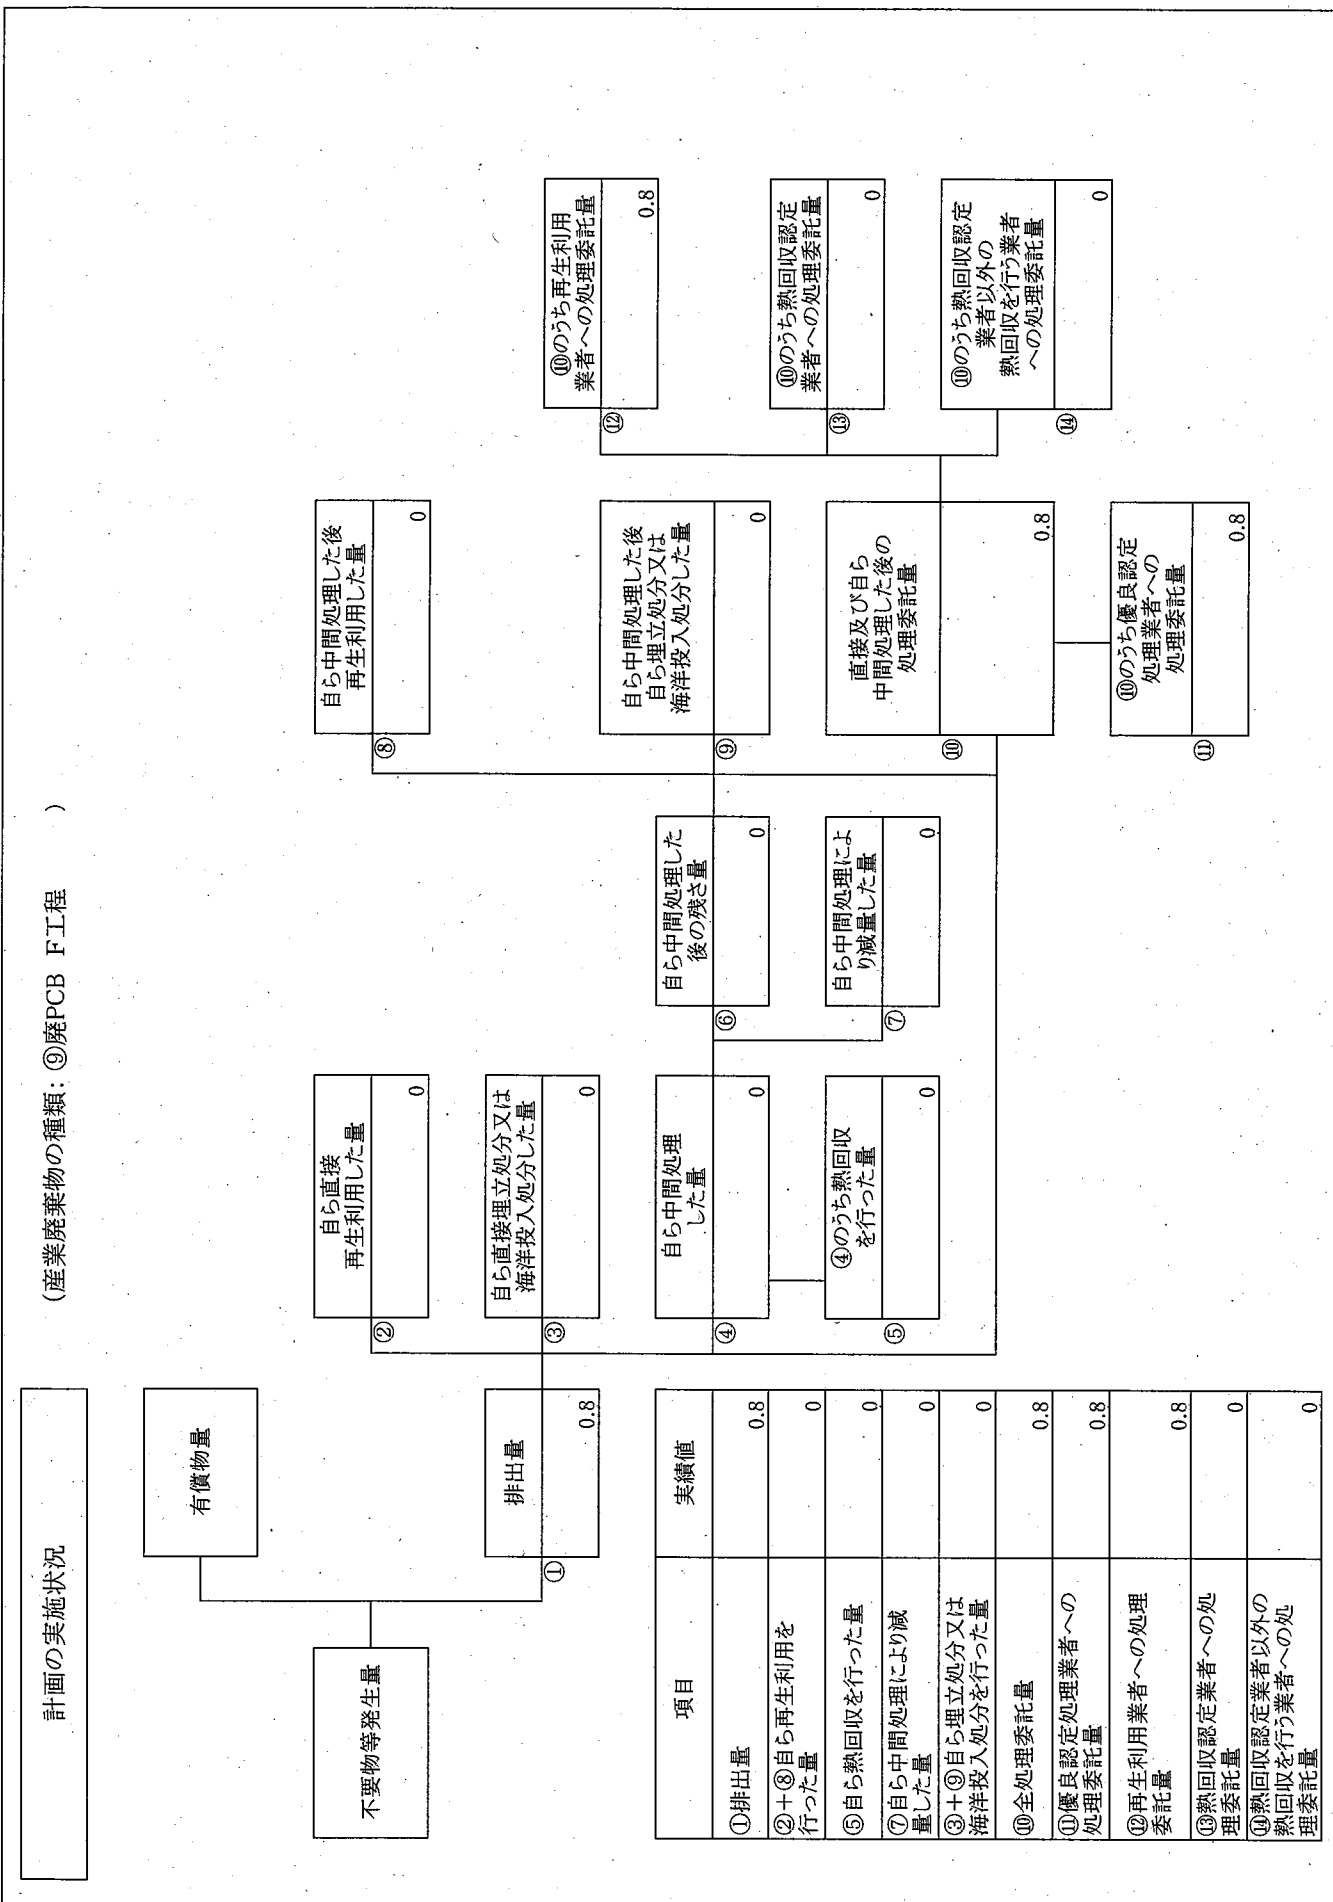 計画の実施状況
(産業廃棄物の種類:⑨廃PCB F工程 )
不要物等発生量
有償物量
①
排出量
0.8
②
自ら直接
再生利用した量
0
③
自ら直接埋立処分又は
海洋投入処分した量
0
④
自ら中間処理
した量
0
⑤
④のうち熱回収
を行った量
0
⑥
自ら中間処理した
後の残さ量
0
⑦
自ら中間処理によ
り減量した量
0
⑧
自ら中間処理した後
再生利用した量
0
⑨
自ら中間処理した後
自ら埋立処分又は
海洋投入処分した量
0
⑩
直接及び自ら
中間処理した後の
処理委託量
0.8
⑪
⑩のうち優良認定
処理業者への
処理委託量
0.8
⑫
⑩のうち再生利用
業者への処理委託量
0.8
⑬
⑩のうち熱回収認定
業者への処理委託量
0
⑭
⑩のうち熱回収認定
業者以外の
熱回収を行う業者
への処理委託量
0
項目 実績値
①排出量 0.8
②+⑧自ら再生利用を
行った量 0
⑤自ら熱回収を行った量 0
⑦自ら中間処理により減
量した量 0
③+⑨自ら埋立処分又は
海洋投入処分を行った量 0
⑩全処理委託量 0.8
⑪優良認定処理業者への
処理委託量 0.8
⑫再生利用業者への処理
委託量 0.8
⑬熱回収認定業者への処
理委託量 0
⑭熱回収認定業者以外の
熱回収を行う業者への処
理委託量 0